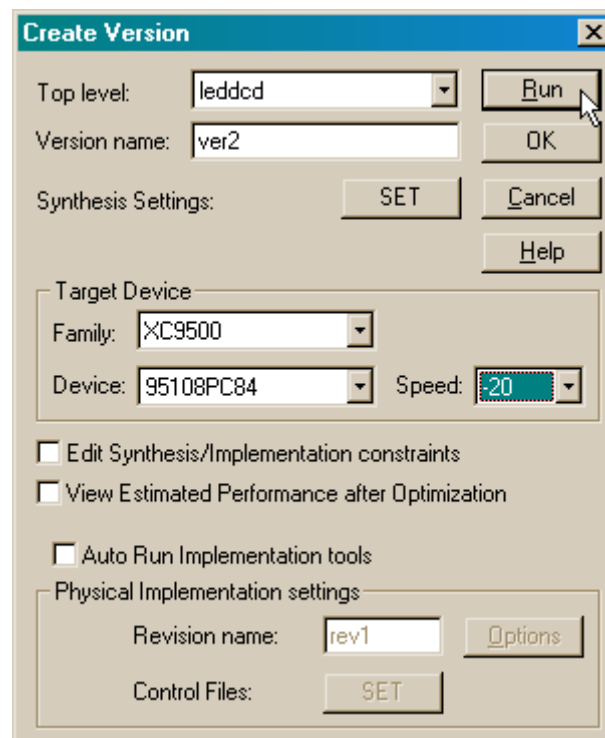 Create Version
Top level: leddcd Run
Version name: ver2 OK
Synthesis Settings: SET Cancel
Help
Target Device
Family: XC9500
Device: 95108PC84 Speed: -20
Edit Synthesis/Implementation constraints
View Estimated Performance after Optimization
Auto Run Implementation tools
Physical Implementation settings
Revision name: rev1 Options
Control Files: SET